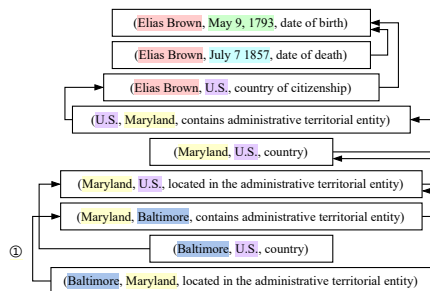 (Elias Brown, May 9, 1793, date of birth)
(Elias Brown, July 7 1857, date of death)
(Elias Brown, U.S., country of citizenship)
(U.S., Maryland, contains administrative territorial entity)
(Maryland, U.S., country)
(Maryland, U.S., located in the administrative territorial entity)
(Maryland, Baltimore, contains administrative territorial entity)
(Baltimore, U.S., country)
①
(Baltimore, Maryland, located in the administrative territorial entity)